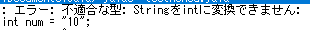 : エラー: 不適合な型: Stringをintに変換できません:
int num = "10";